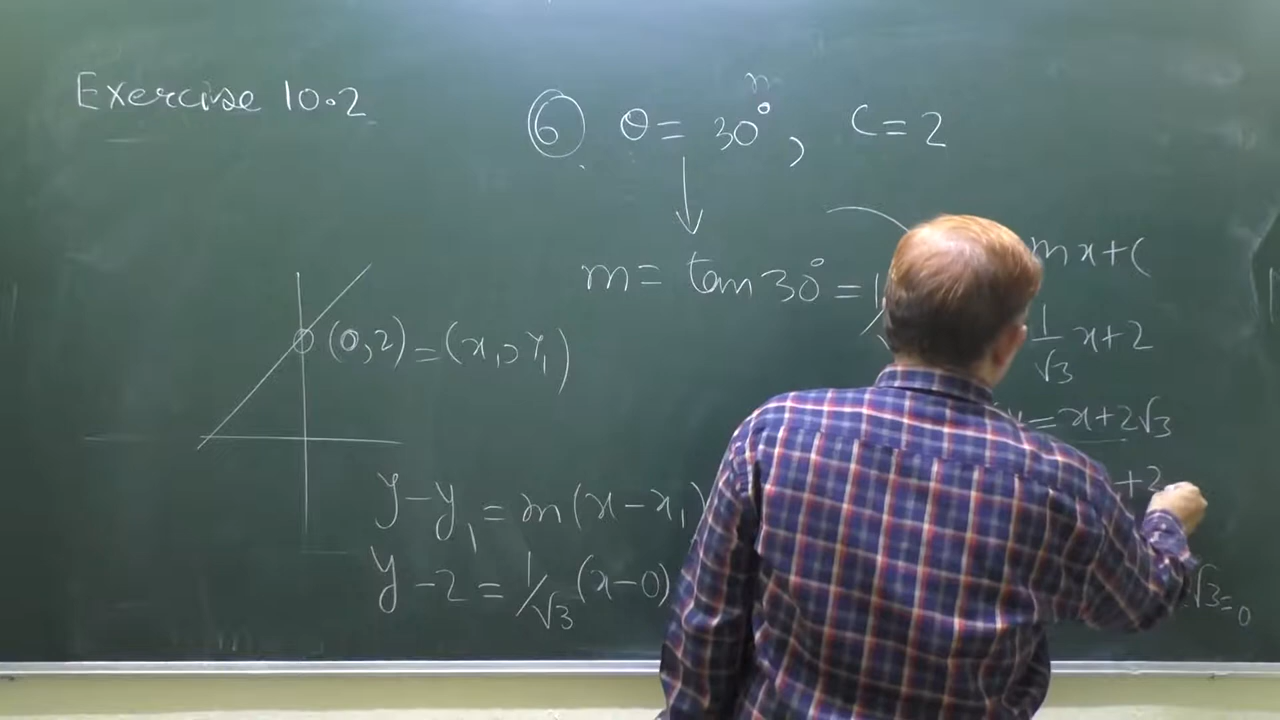 Exercise 10.2
⑥ θ = 30°, C = 2
m = tan 30° = 1
mx + C
(0,2) = (x₁, y₁)
1/√3 x + 2
y = x + 2√3
y - y₁ = m(x - x₁)
+ 2
y - 2 = 1/√3 (x - 0)
√3 = 0